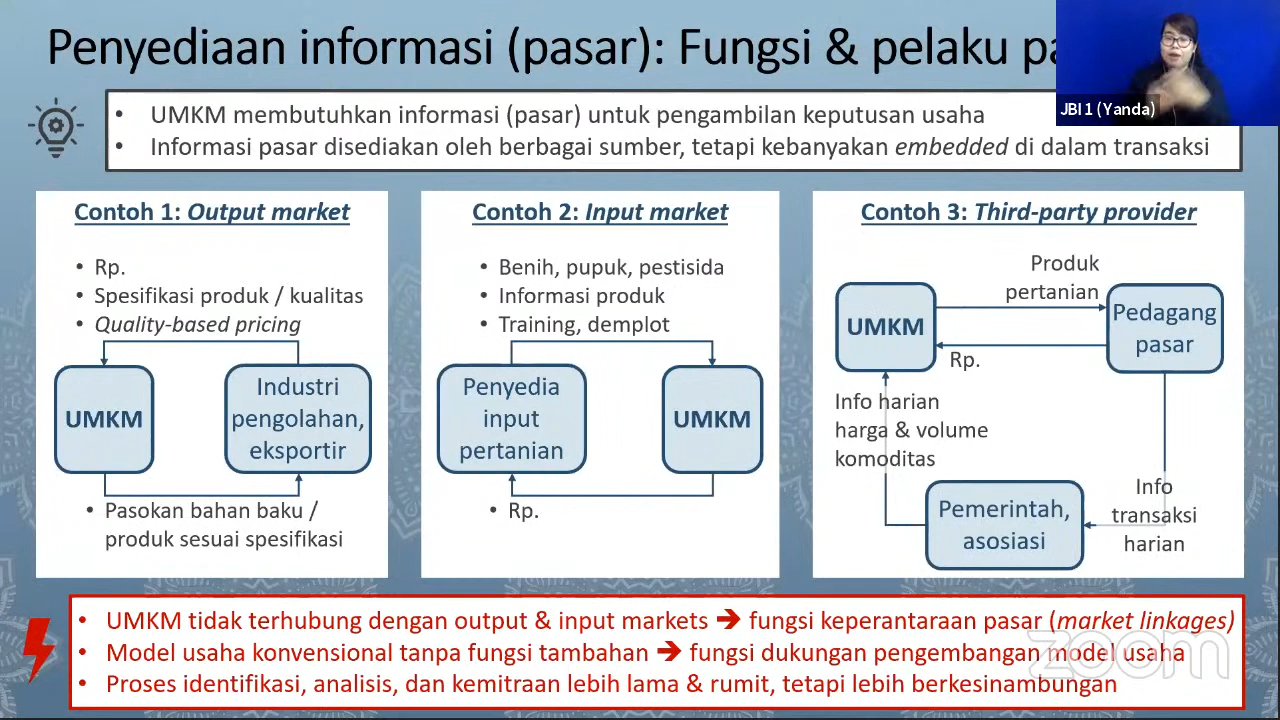 Penyediaan informasi (pasar): Fungsi & pelaku
JBI 1 (Yanda)
• UMKM membutuhkan informasi (pasar) untuk pengambilan keputusan usaha
• Informasi pasar disediakan oleh berbagai sumber, tetapi kebanyakan embedded di dalam transaksi
Contoh 1: Output market
• Rp.
• Spesifikasi produk / kualitas
• Quality-based pricing
UMKM
Industri
pengolahan,
eksportir
• Pasokan bahan baku /
produk sesuai spesifikasi
Contoh 2: Input market
• Benih, pupuk, pestisida
• Informasi produk
• Training, demplot
Penyedia
input
pertanian
UMKM
• Rp.
Contoh 3: Third-party provider
Produk
pertanian
UMKM
Pedagang
pasar
Rp.
Info harian
harga & volume
komoditas
Pemerintah,
asosiasi
Info
transaksi
harian
• UMKM tidak terhubung dengan output & input markets ➔ fungsi keperantaraan pasar (market linkages)
• Model usaha konvensional tanpa fungsi tambahan ➔ fungsi dukungan pengembangan model usaha
• Proses identifikasi, analisis, dan kemitraan lebih lama & rumit, tetapi lebih berkesinambungan
zoom